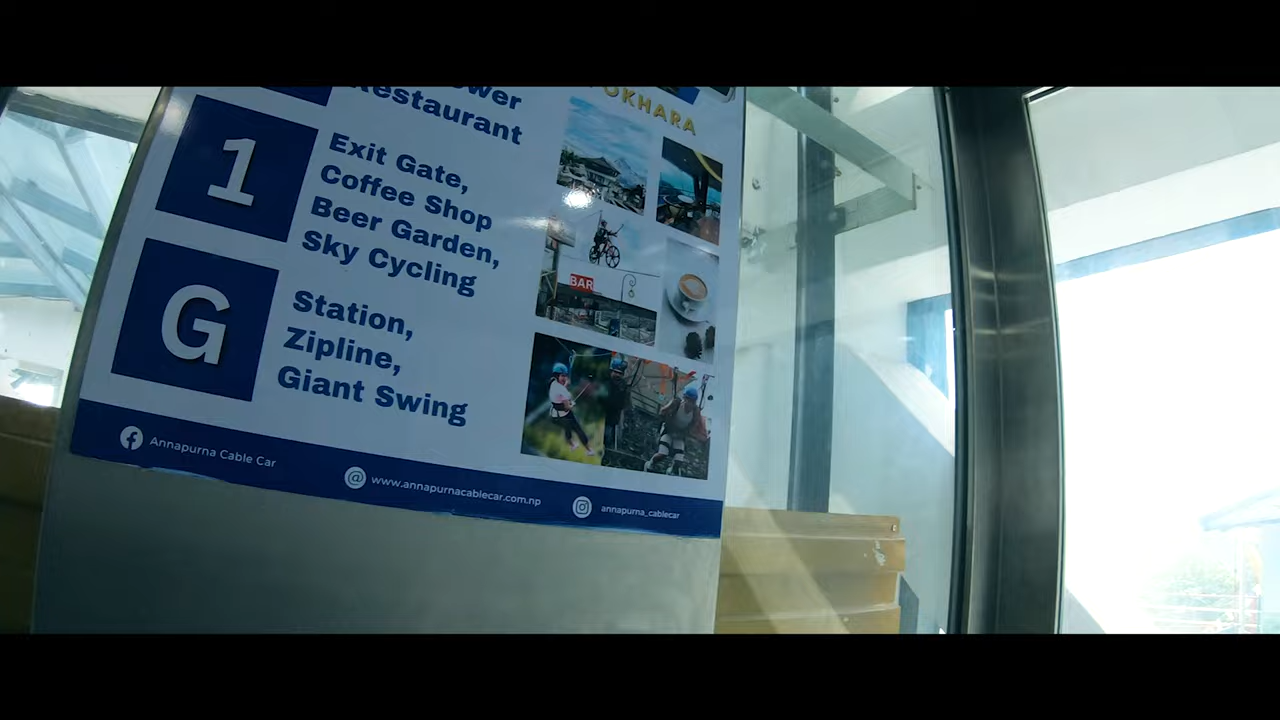 Restaurant
OKHARA
1
Exit Gate,
Coffee Shop
Beer Garden,
Sky Cycling
BAR
G
Station,
Zipline,
Giant Swing
Annapurna Cable Car
www.annapurnacablecar.com.np
annapurna_cablecar